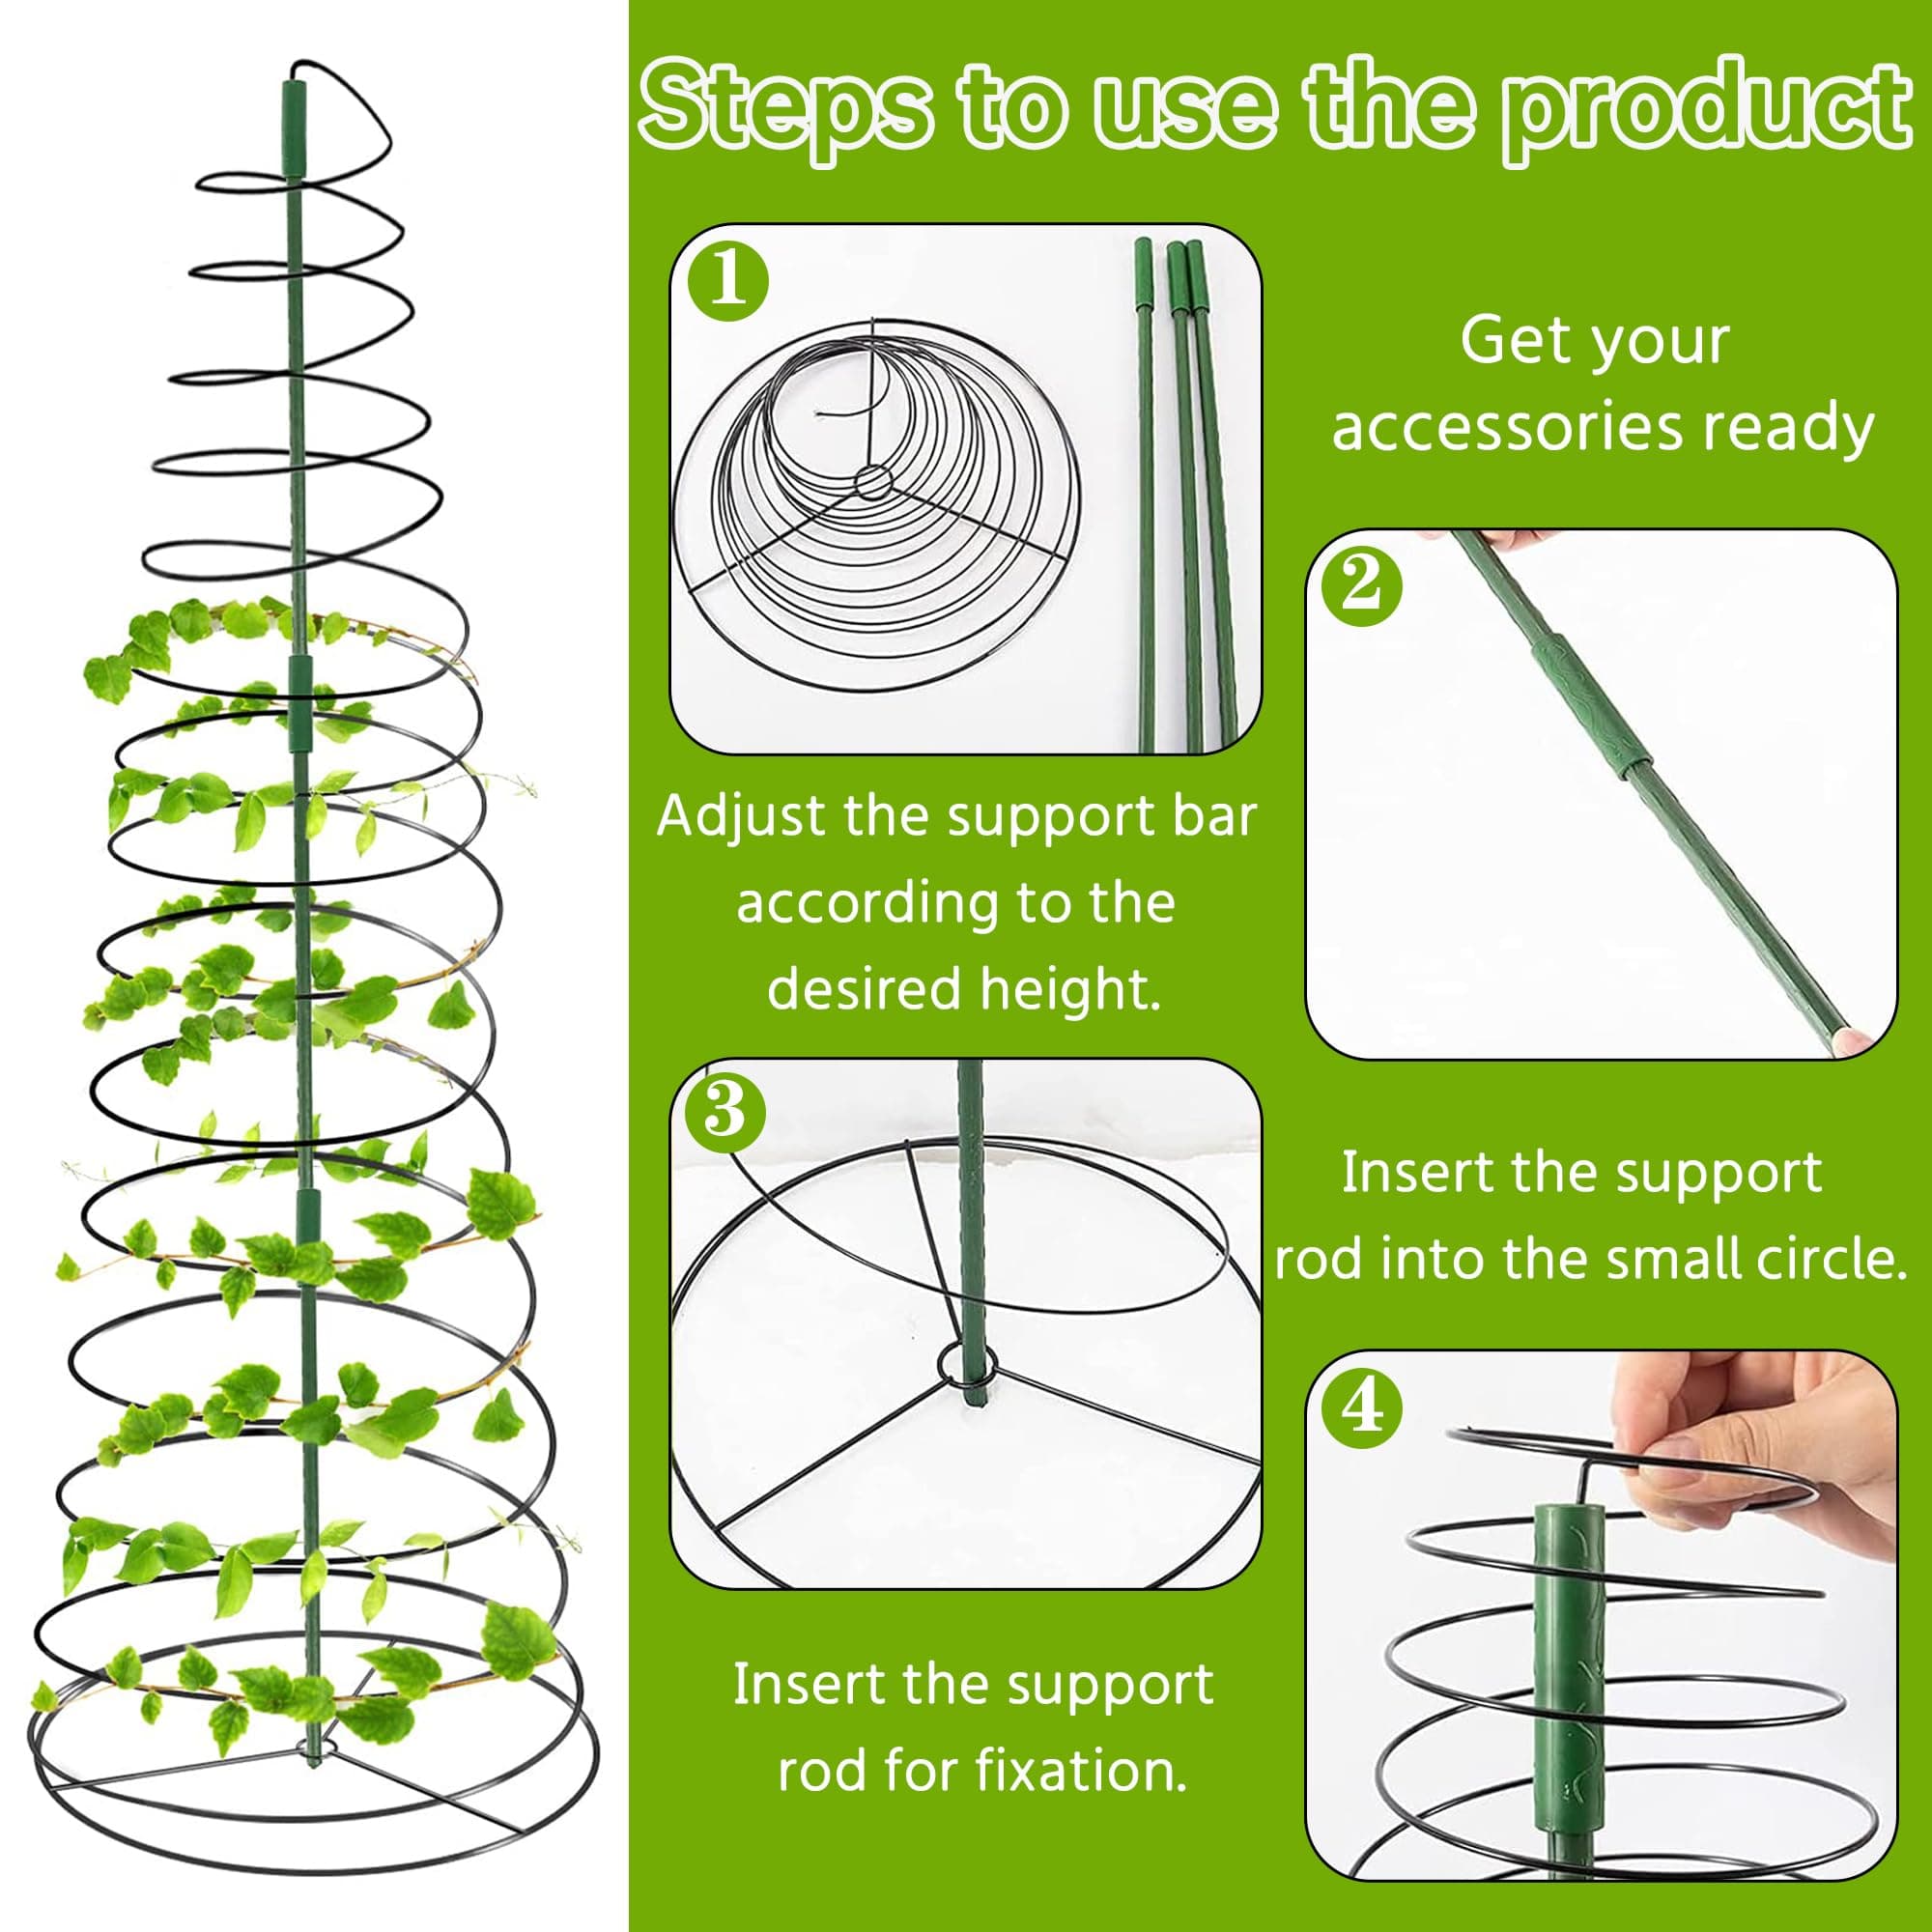 Steps to use the product
1
Get your
accessories ready
2
Adjust the support bar
according to the
desired height.
3
Insert the support
rod into the small circle.
4
Insert the support
rod for fixation.